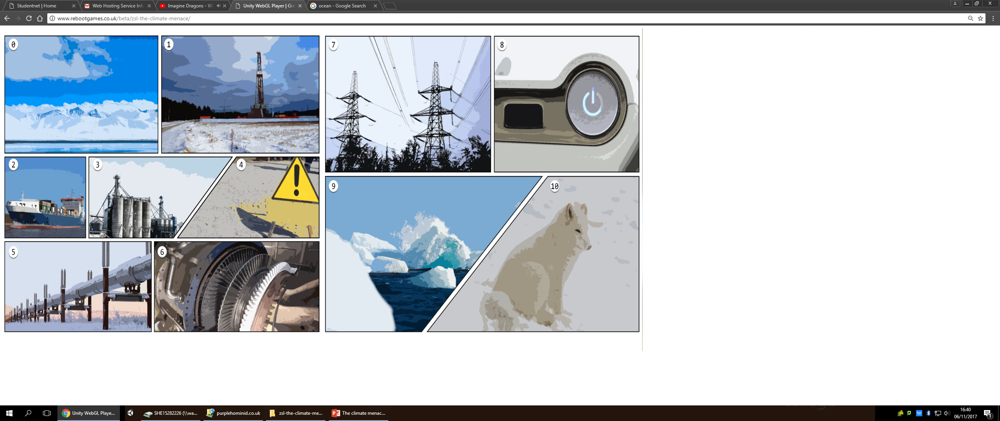 Studentnet | Home
Web Hosting Service Info
Imagine Dragons - W
Unity WebGL Player | Gre
ocean - Google Search
www.rebootgames.co.uk/beta/zsl-the-climate-menace/
0
1
7
8
2
3
4
!
9
10
5
6
Unity WebGL Playe...
SHE15282226 (\\wa...
purplehominid.co.uk
zsl-the-climate-me...
The climate menac...
16:40
06/11/2017
1